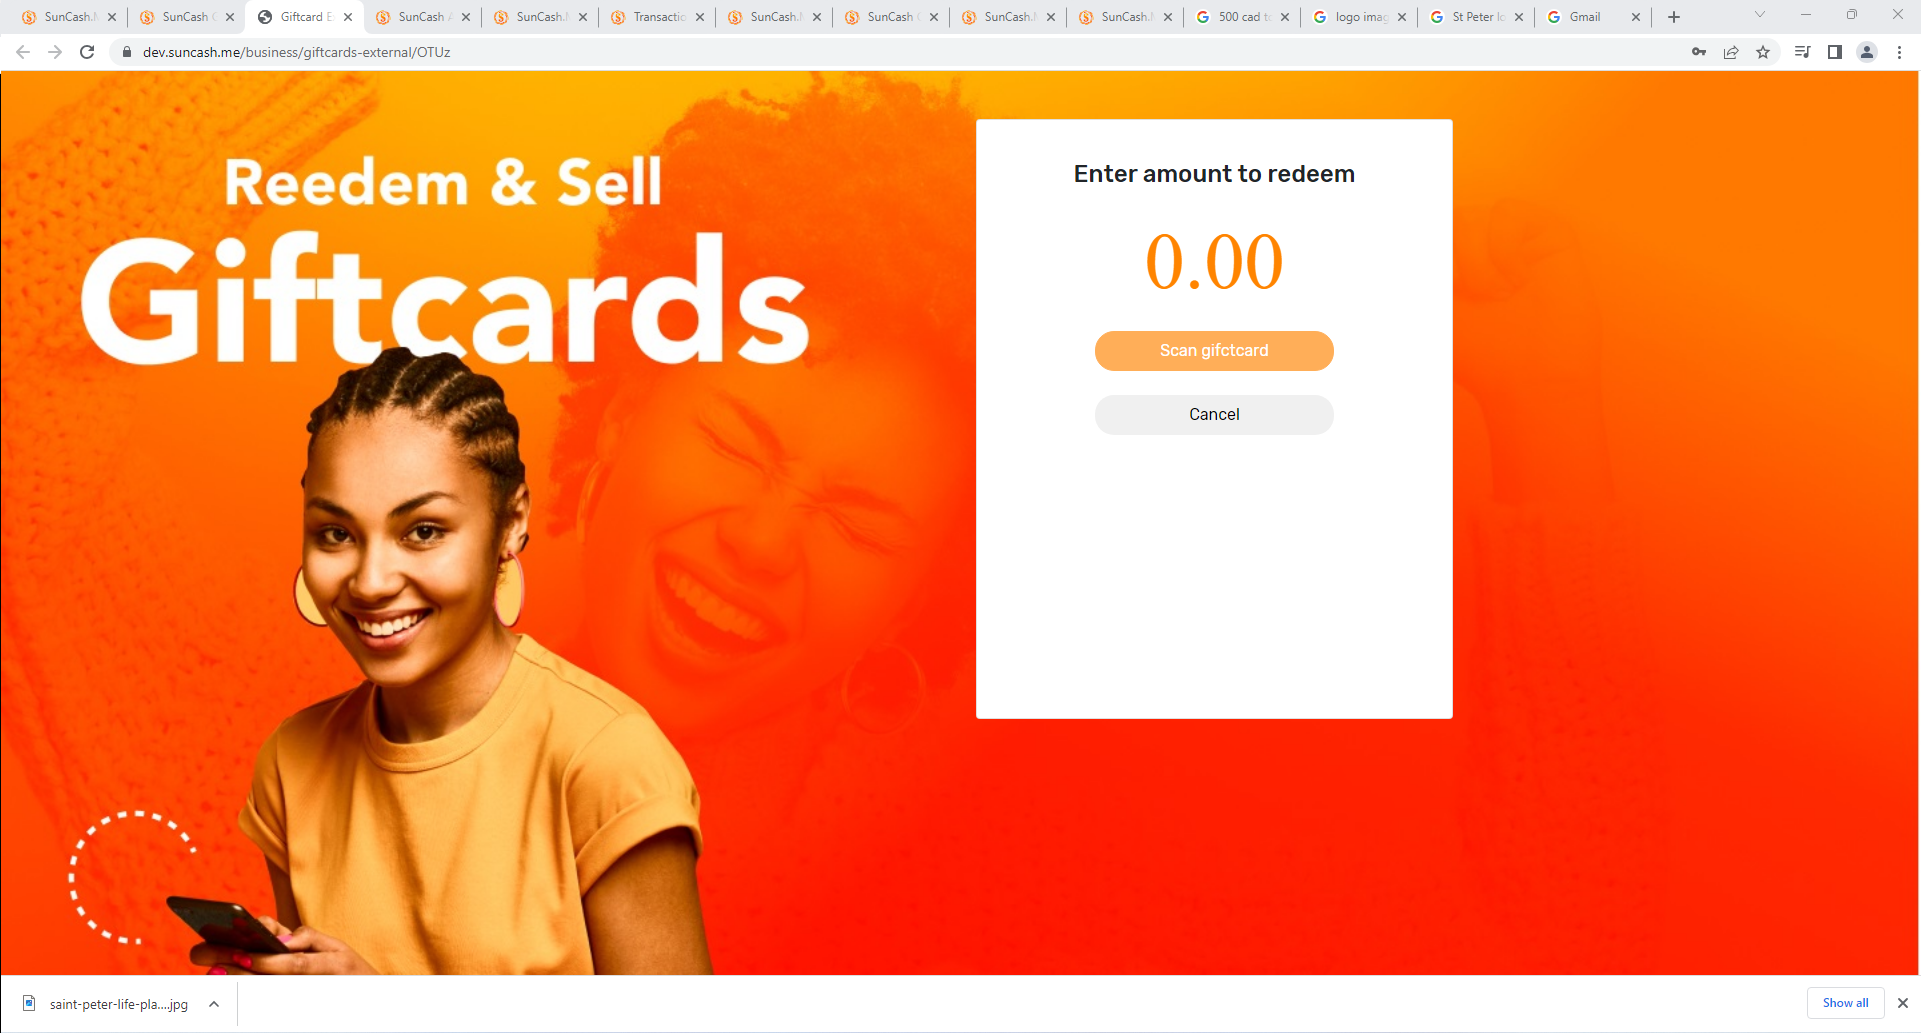 SunCash.M
SunCash C
Giftcard E
SunCash A
SunCash.M
Transactio
SunCash.M
SunCash C
SunCash.M
SunCash.M
500 cad to
logo imag
St Peter lo
Gmail
dev.suncash.me/business/giftcards-external/OTUz
Reedem & Sell
Giftcards
Enter amount to redeem
0.00
Scan gifctcard
Cancel
saint-peter-life-pla....jpg
Show all